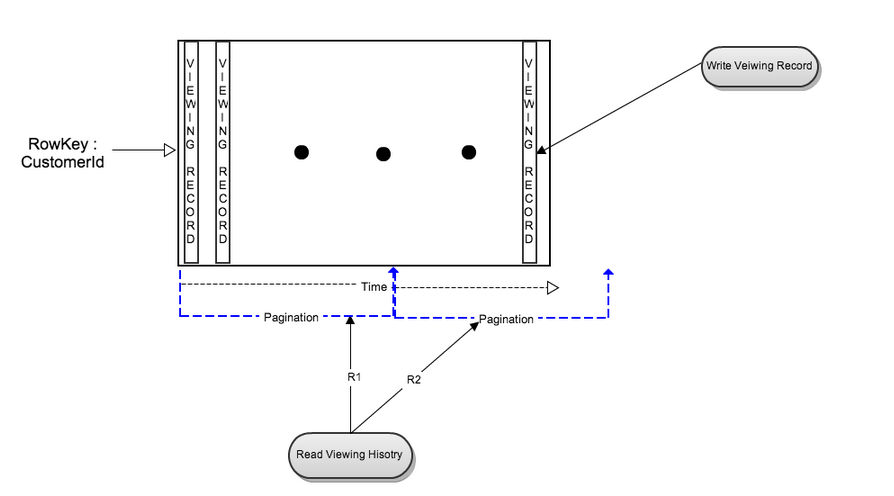 Write Veiwing Record
VIEWING RECORD
VIEWING RECORD
VIEWING RECORD
RowKey :
CustomerId
Time
Pagination
Pagination
R1
R2
Read Viewing Hisotry